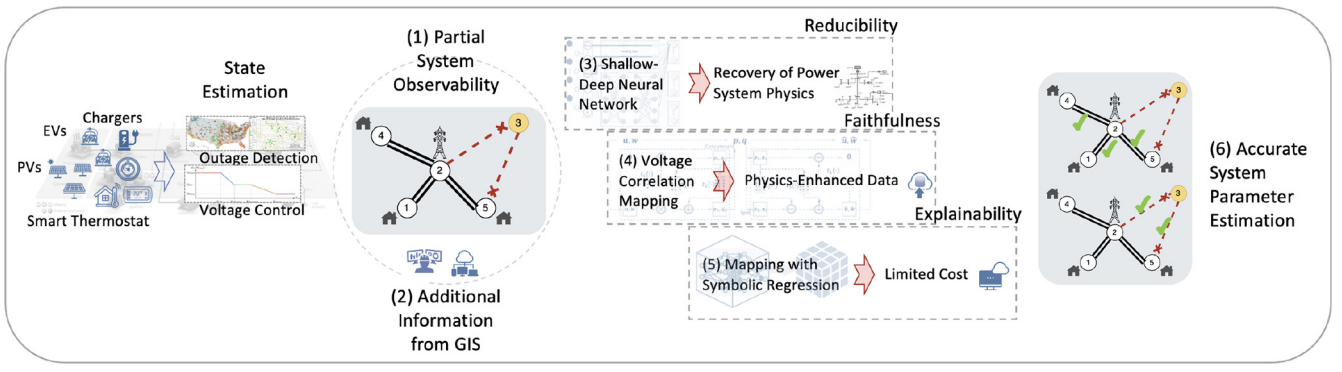 State
Estimation
Chargers
EVs
PVs
Smart Thermostat
Outage Detection
Voltage Control
(1) Partial
System
Observability
4
3
2
1
5
(2) Additional
Information
from GIS
Reducibility
(3) Shallow-
Deep Neural
Network
Recovery of Power
System Physics
Faithfulness
(4) Voltage
Correlation
Mapping
Physics-Enhanced Data
Explainability
(5) Mapping with
Symbolic Regression
Limited Cost
4
3
2
1
5
4
3
2
1
5
(6) Accurate
System
Parameter
Estimation